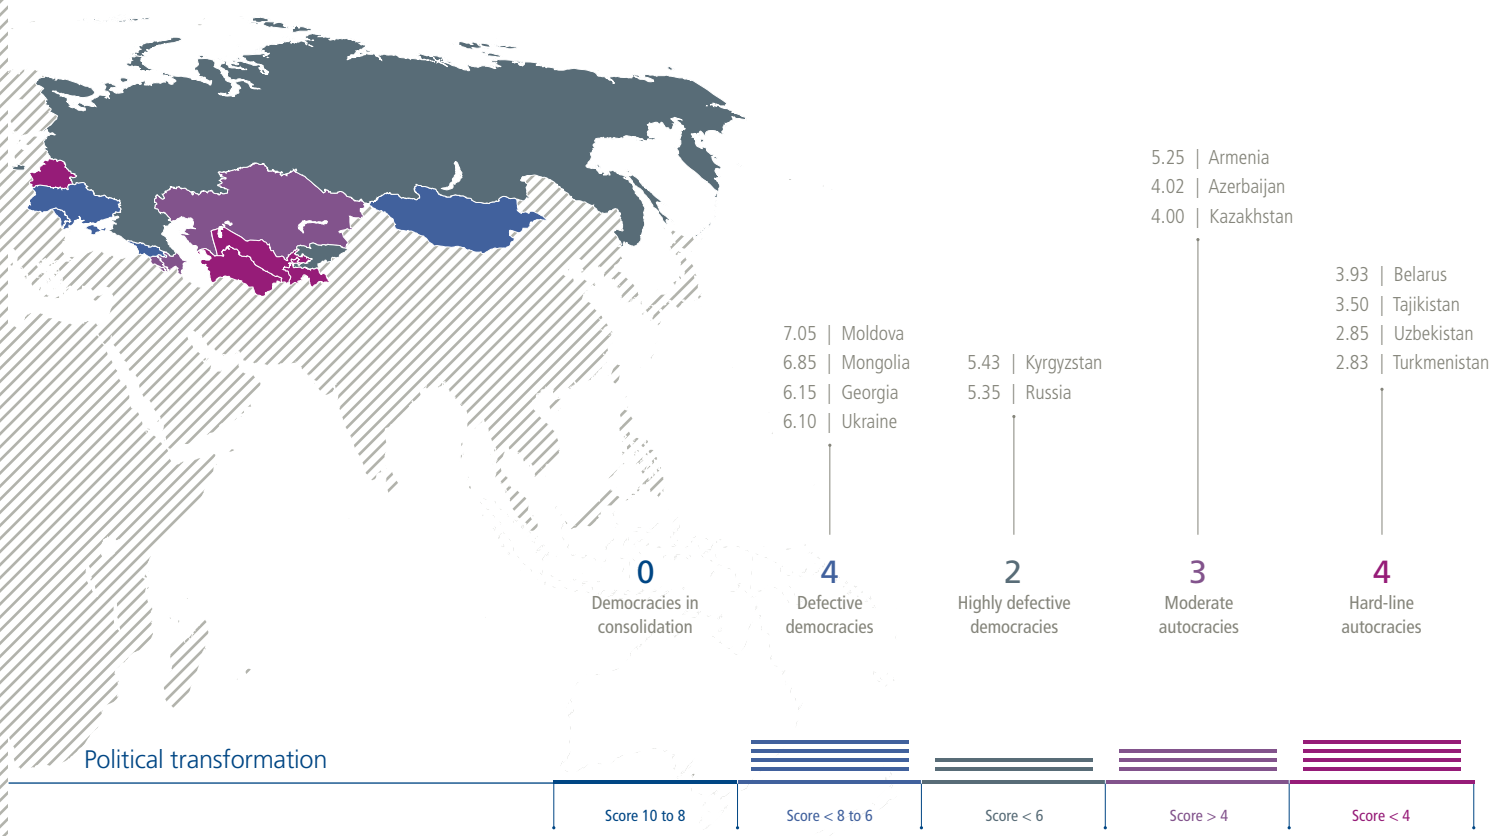 5.25 | Armenia
4.02 | Azerbaijan
4.00 | Kazakhstan
3.93 | Belarus
3.50 | Tajikistan
2.85 | Uzbekistan
2.83 | Turkmenistan
7.05 | Moldova
6.85 | Mongolia
6.15 | Georgia
6.10 | Ukraine
5.43 | Kyrgyzstan
5.35 | Russia
0
Democracies in
consolidation
4
Defective
democracies
2
Highly defective
democracies
3
Moderate
autocracies
4
Hard-line
autocracies
Political transformation
Score 10 to 8
Score < 8 to 6
Score < 6
Score > 4
Score < 4